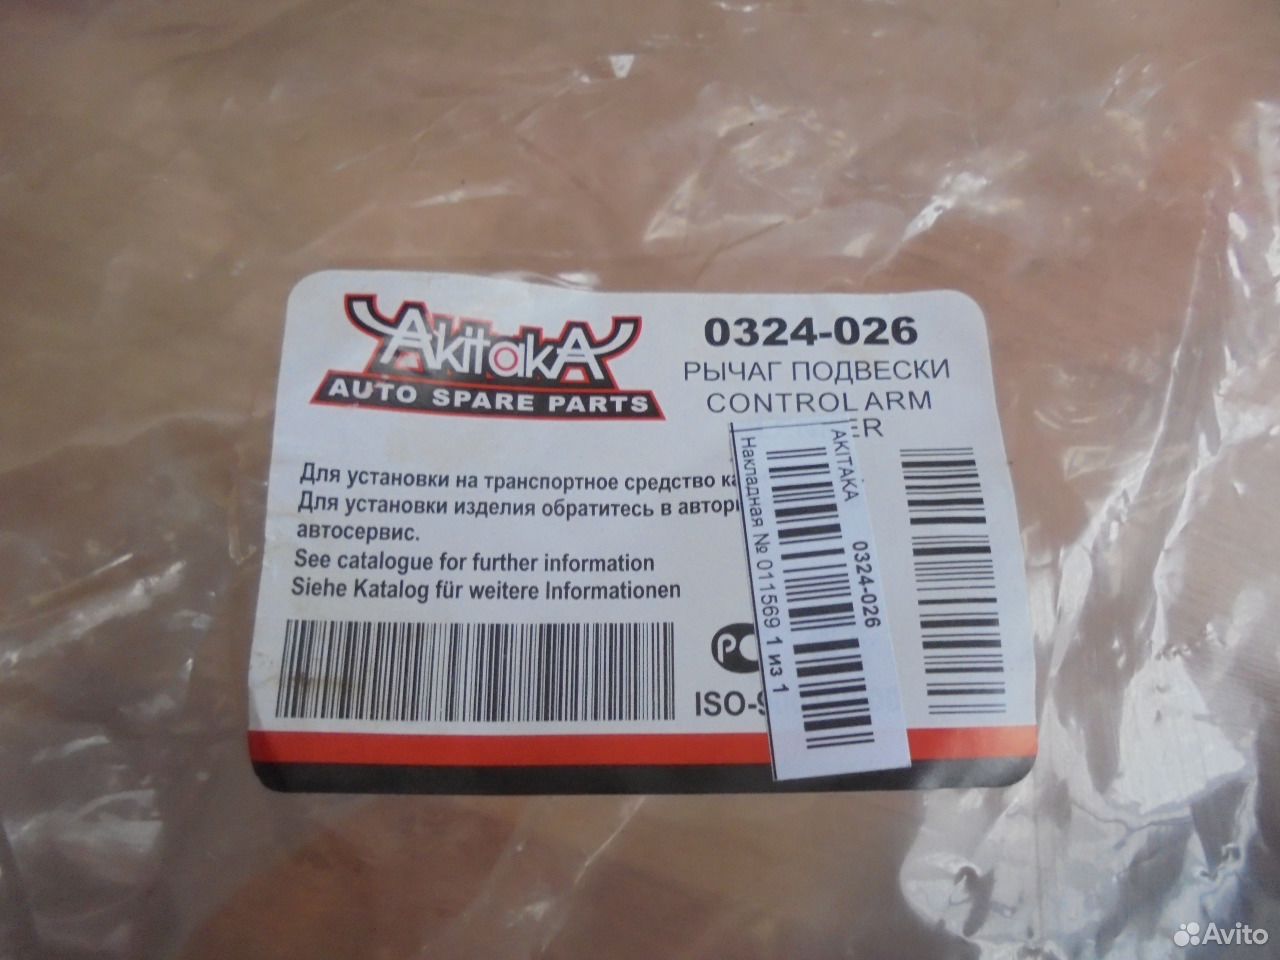 AkitakA
AUTO SPARE PARTS
0324-026
РЫЧАГ ПОДВЕСКИ
CONTROL ARM
Для установки на транспортное средство
Для установки изделия обратитесь в
автосервис.
See catalogue for further information
Siehe Katalog für weitere Informationen
ISO-
AKITAKA 0324-026
Накладная № 011569 1 из 1
Avito